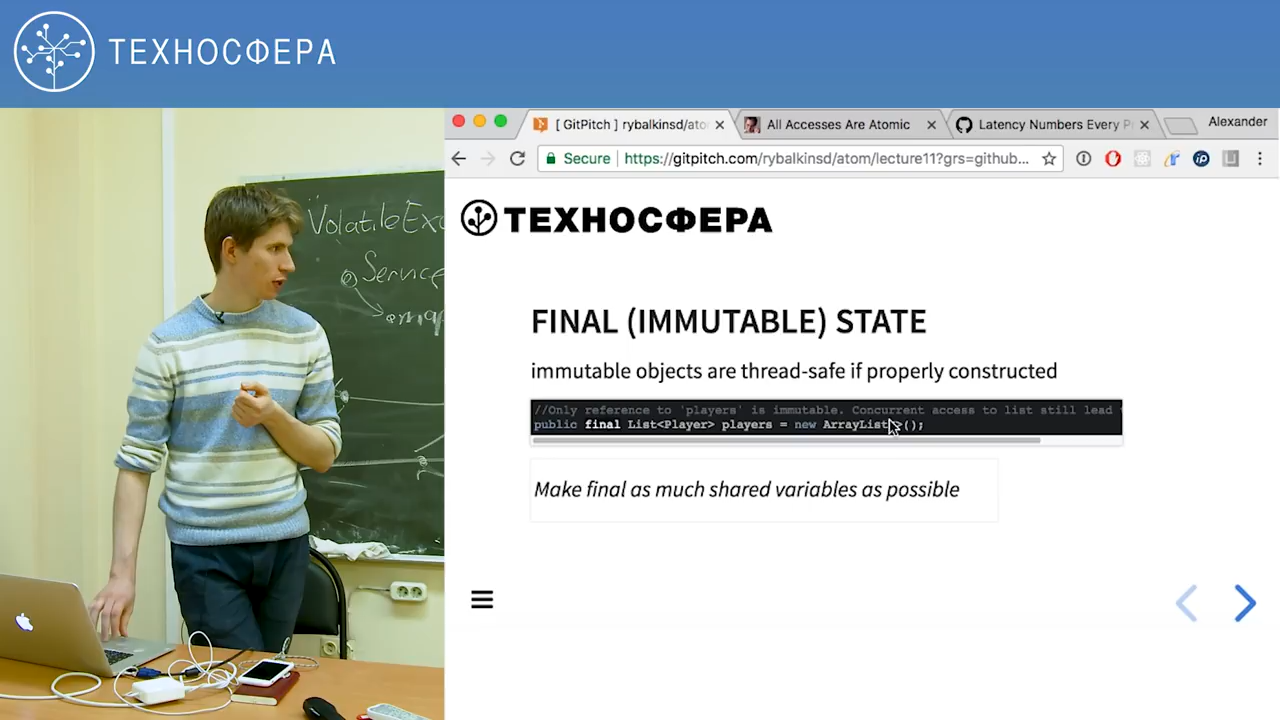 ТЕХНОСФЕРА
VolatileEx
Service
[ GitPitch ] rybalkinsd/ato
All Accesses Are Atomic
Latency Numbers Every P
Alexander
Secure
https://gitpitch.com/rybalkinsd/atom/lecture11?grs=github...
ТЕХНОСФЕРА
FINAL (IMMUTABLE) STATE
immutable objects are thread-safe if properly constructed
//Only reference to 'players' is immutable. Concurrent access to list still lead
public final List<Player> players = new ArrayList<>();
Make final as much shared variables as possible